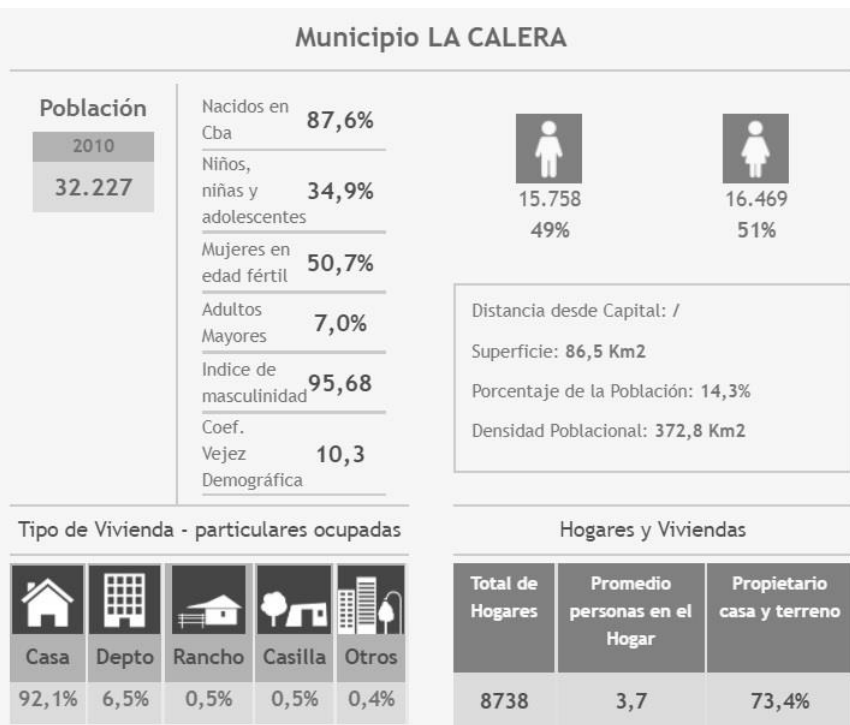 Municipio LA CALERA
Población
2010
32.227
Nacidos en
Cba
87,6%
Niños,
niñas y
adolescentes
34,9%
Mujeres en
edad fértil
50,7%
Adultos
Mayores
7,0%
Indice de
masculinidad
95,68
Coef.
Vejez
Demográfica
10,3
15.758
49%
16.469
51%
Distancia desde Capital: /
Superficie: 86,5 Km2
Porcentaje de la Población: 14,3%
Densidad Poblacional: 372,8 Km2
Tipo de Vivienda - particulares ocupadas
Casa Depto Rancho Casilla Otros
92,1% 6,5% 0,5% 0,5% 0,4%
Hogares y Viviendas
Total de
Hogares
Promedio
personas en el
Hogar
Propietario
casa y terreno
8738 3,7 73,4%